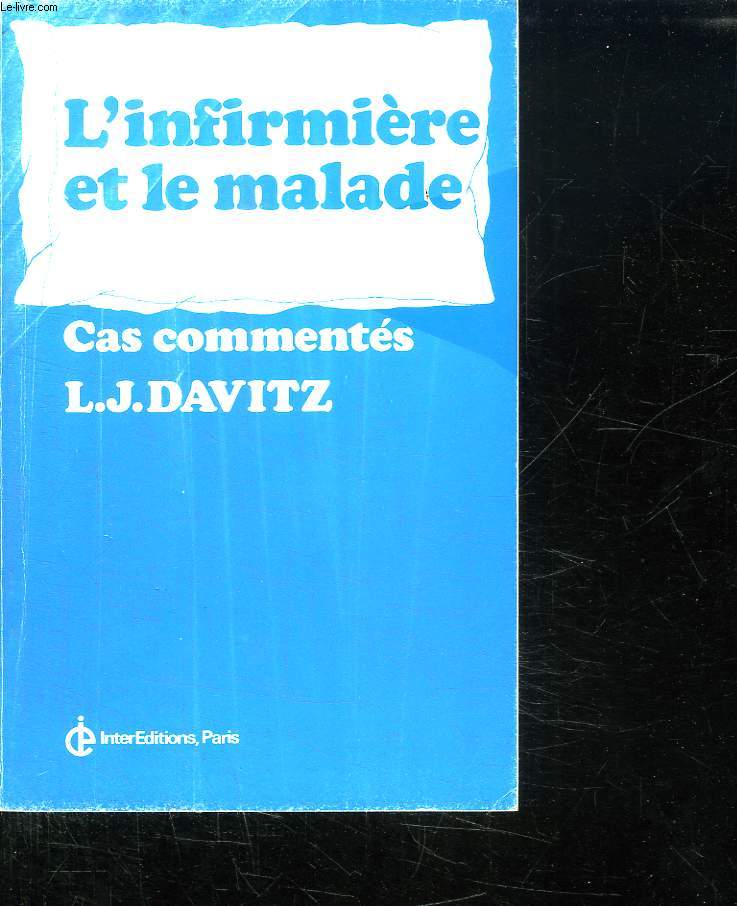 Le-livre.com
L'infirmière
et le malade
Cas commentés
L.J.DAVITZ
InterEditions, Paris